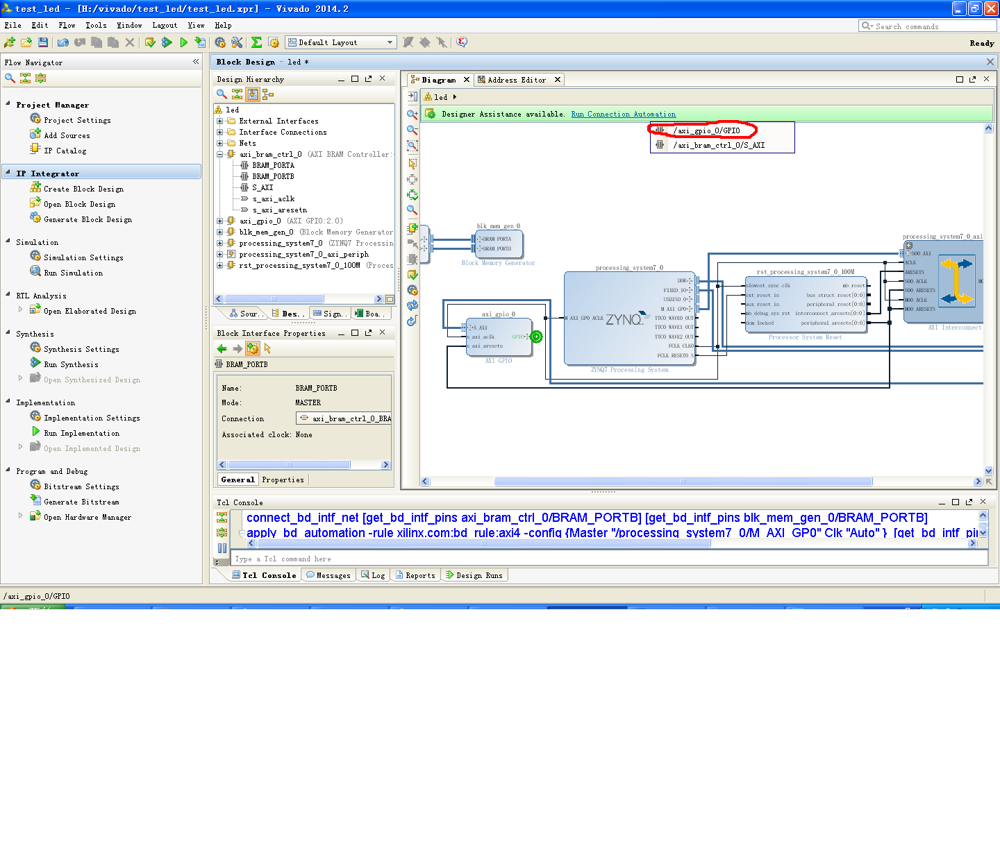 test_led - [H:/vivado/test_led/test_led.xpr] - Vivado 2014.2
File Edit Flow Tools Window Layout View Help
Search commands
Default Layout
Ready
Flow Navigator
Project Manager
Project Settings
Add Sources
IP Catalog
IP Integrator
Create Block Design
Open Block Design
Generate Block Design
Simulation
Simulation Settings
Run Simulation
RTL Analysis
Open Elaborated Design
Synthesis
Synthesis Settings
Run Synthesis
Open Synthesized Design
Implementation
Implementation Settings
Run Implementation
Open Implemented Design
Program and Debug
Bitstream Settings
Generate Bitstream
Open Hardware Manager
Block Design - led *
Design Hierarchy
led
External Interfaces
Interface Connections
Nets
axi_bram_ctrl_0 (AXI BRAM Controller:
BRAM_PORTA
BRAM_PORTB
S_AXI
s_axi_aclk
s_axi_aresetn
axi_gpio_0 (AXI GPIO:2.0)
blk_mem_gen_0 (Block Memory Generator
processing_system7_0 (ZYNQ7 Processin
processing_system7_0_axi_periph
rst_processing_system7_0_100M (Proces
Sour.. Des.. Sign.. Boa..
Block Interface Properties
BRAM_PORTB
Name: BRAM_PORTB
Mode: MASTER
Connection axi_bram_ctrl_0_BRA
Associated clock: None
General Properties
Diagram Address Editor
led
Designer Assistance available. Run Connection Automation
/axi_gpio_0/GPIO
/axi_bram_ctrl_0/S_AXI
blk_mem_gen_0
BRAM PORTA
BRAM PORTB
Block Memory Generator
axi_gpio_0
S AXI
s axi aclk
s axi aresetn
GPIO
AXI GPIO
processing_system7_0
M AXI GP0 ACLK
ZYNQ
DDR
FIXED IO
USBIND 0
M AXI GP0
TTC0 WAVE0 OUT
TTC0 WAVE1 OUT
TTC0 WAVE2 OUT
FCLK CLK0
FCLK RESET0 N
ZYNQ7 Processing System
rst_processing_system7_0_100M
slowest sync clk
ext reset in
aux reset in
mb debug sys rst
dcm locked
mb reset
bus struct reset[0:0]
peripheral reset[0:0]
interconnect aresetn[0:0]
peripheral aresetn[0:0]
Processor System Reset
processing_system7_0_axi
S00 AXI
ACLK
ARESETN
S00 ACLK
S00 ARESETN
M00 ACLK
M00 ARESETN
AXI Interconnect
Tcl Console
connect_bd_intf_net [get_bd_intf_pins axi_bram_ctrl_0/BRAM_PORTB] [get_bd_intf_pins blk_mem_gen_0/BRAM_PORTB]
apply_bd_automation -rule xilinx.com:bd_rule:axi4 -config {Master "/processing_system7_0/M_AXI_GP0" Clk "Auto" } [get_bd_intf_pi
Type a Tcl command here
Tcl Console Messages Log Reports Design Runs
/axi_gpio_0/GPIO